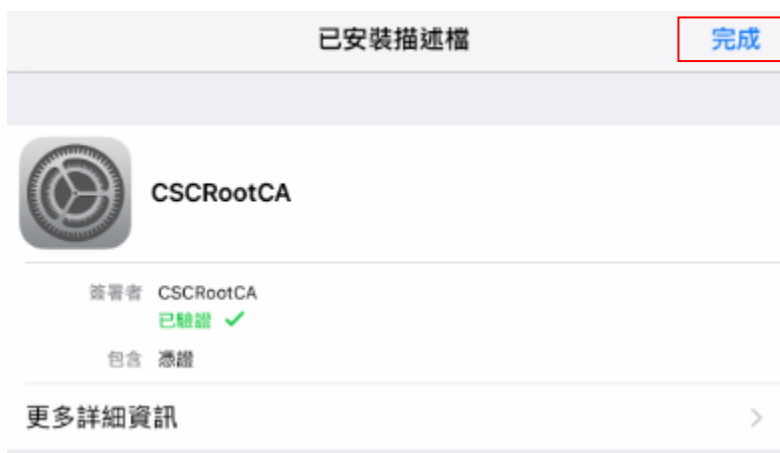 已安裝描述檔
完成
CSCRootCA
簽署者 CSCRootCA
已驗證 ✓
包含 憑證
更多詳細資訊